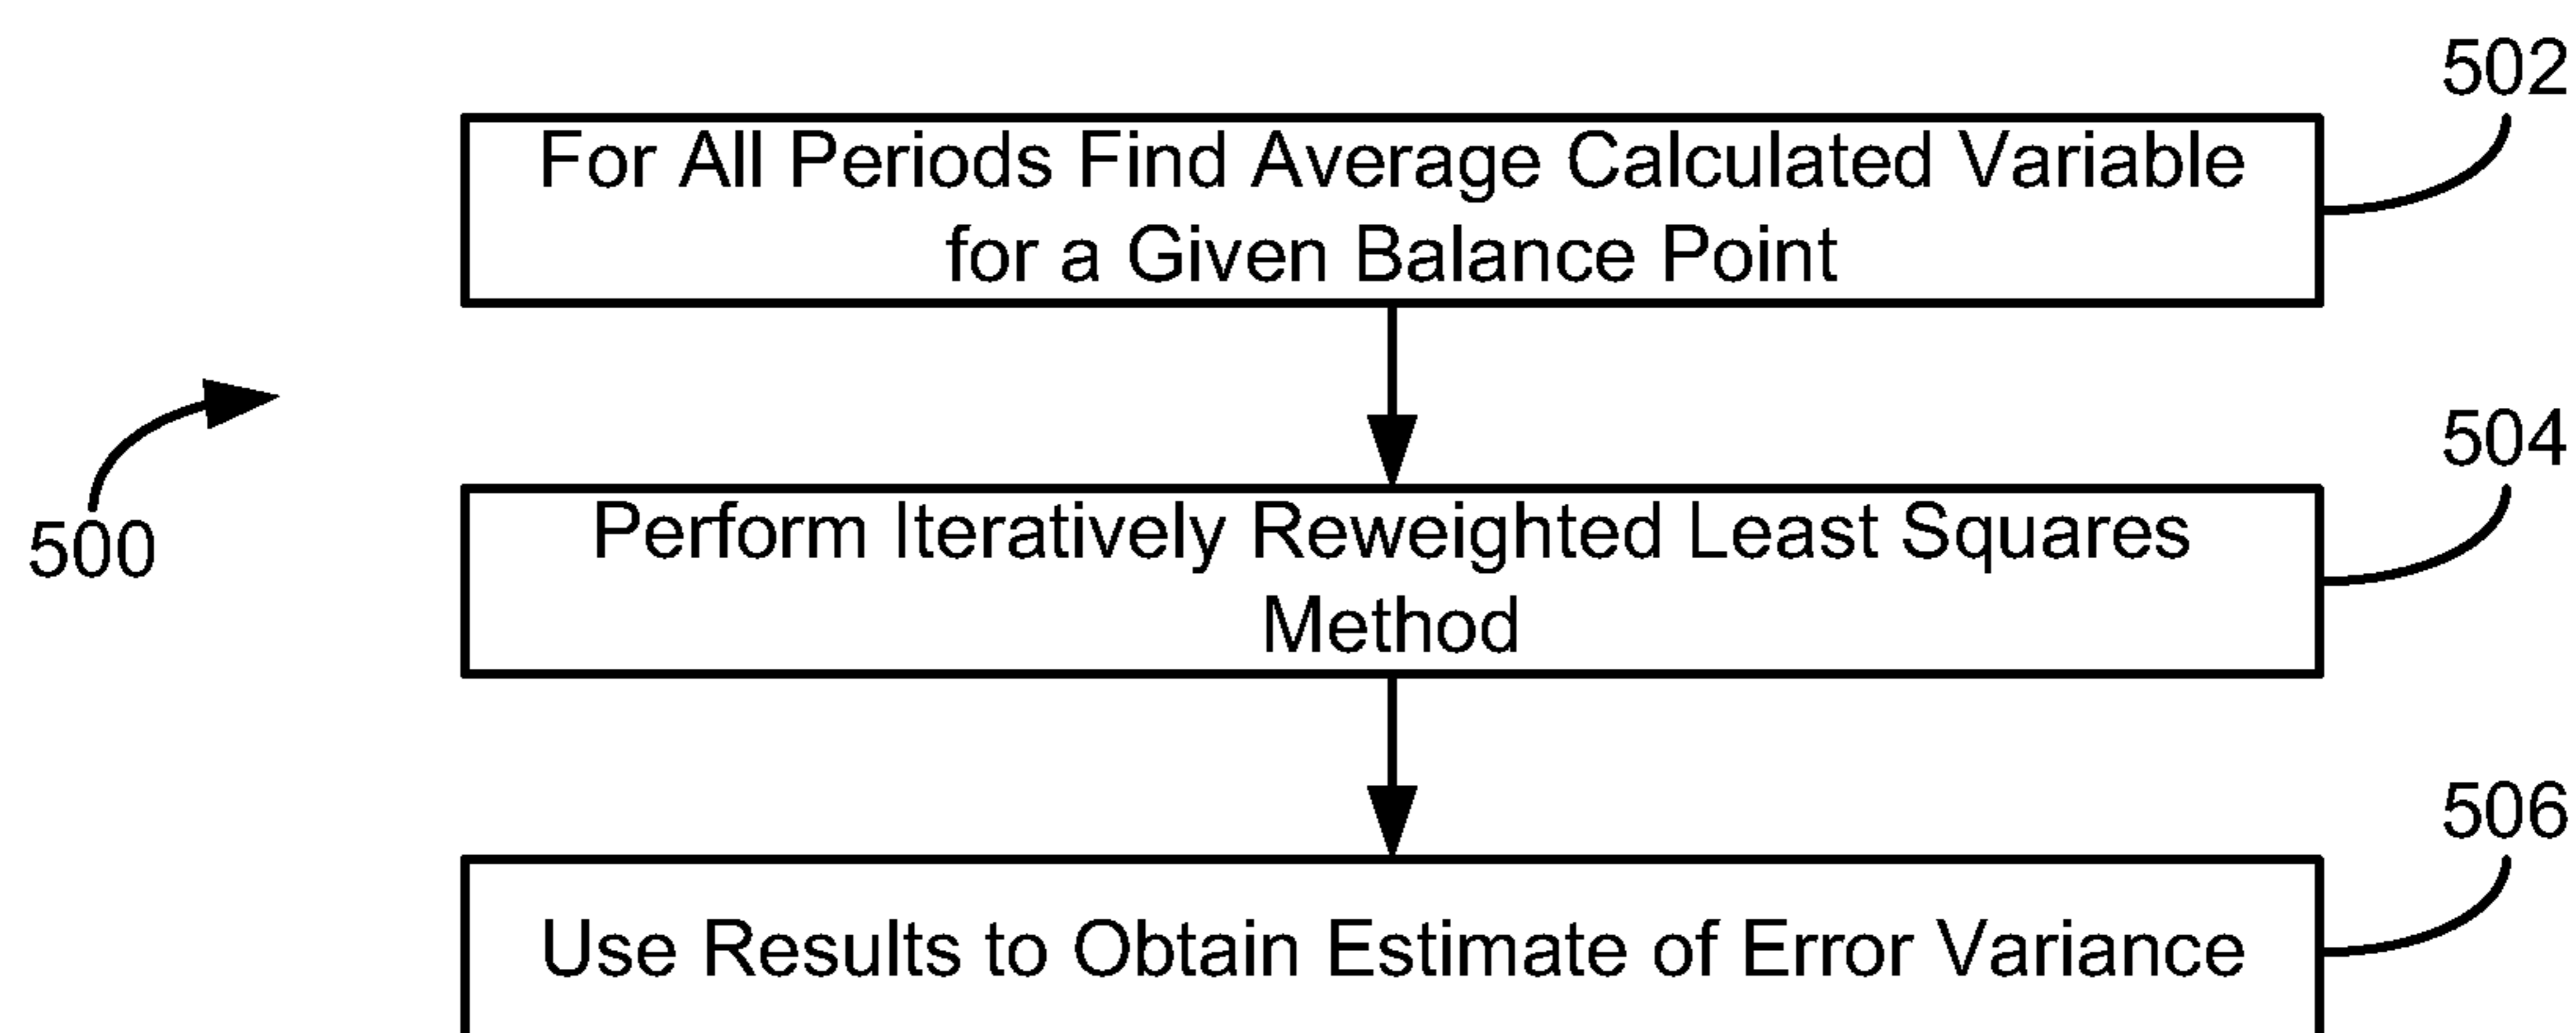 502
For All Periods Find Average Calculated Variable
for a Given Balance Point
500
504
Perform Iteratively Reweighted Least Squares
Method
506
Use Results to Obtain Estimate of Error Variance